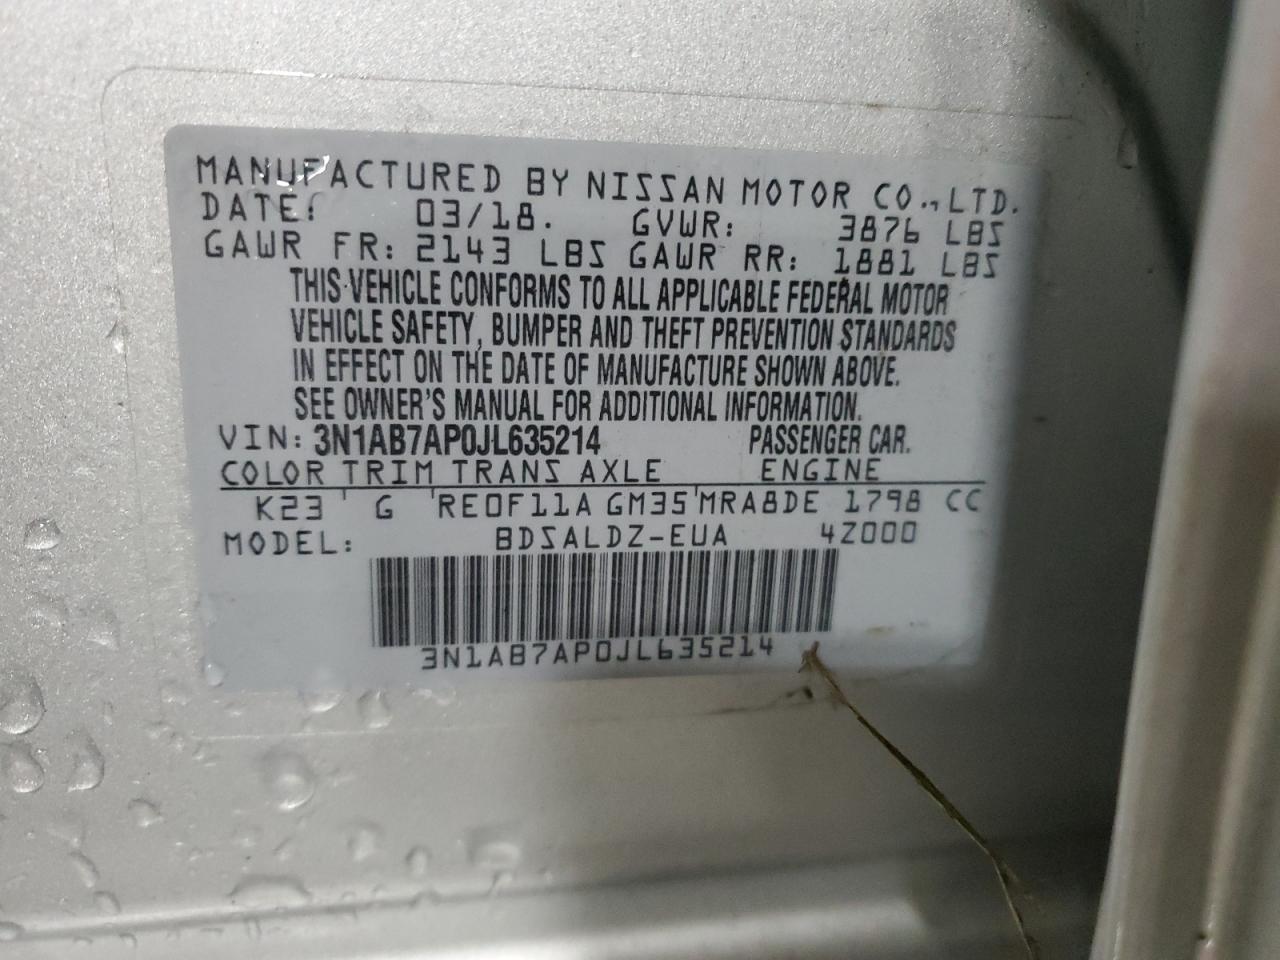 MANUFACTURED BY NISSAN MOTOR CO., LTD.
DATE: 03/18. GVWR: 3876 LBS
GAWR FR: 2143 LBS GAWR RR: 1881 LBS
THIS VEHICLE CONFORMS TO ALL APPLICABLE FEDERAL MOTOR
VEHICLE SAFETY, BUMPER AND THEFT PREVENTION STANDARDS
IN EFFECT ON THE DATE OF MANUFACTURE SHOWN ABOVE.
SEE OWNER'S MANUAL FOR ADDITIONAL INFORMATION.
VIN: 3N1AB7AP0JL635214 PASSENGER CAR.
COLOR TRIM TRANS AXLE ENGINE
K23 ' G 'RE0F11A GM35'MRA8DE 1798 CC
MODEL: BDSALDZ-EUA 4Z000
3N1AB7AP0JL635214